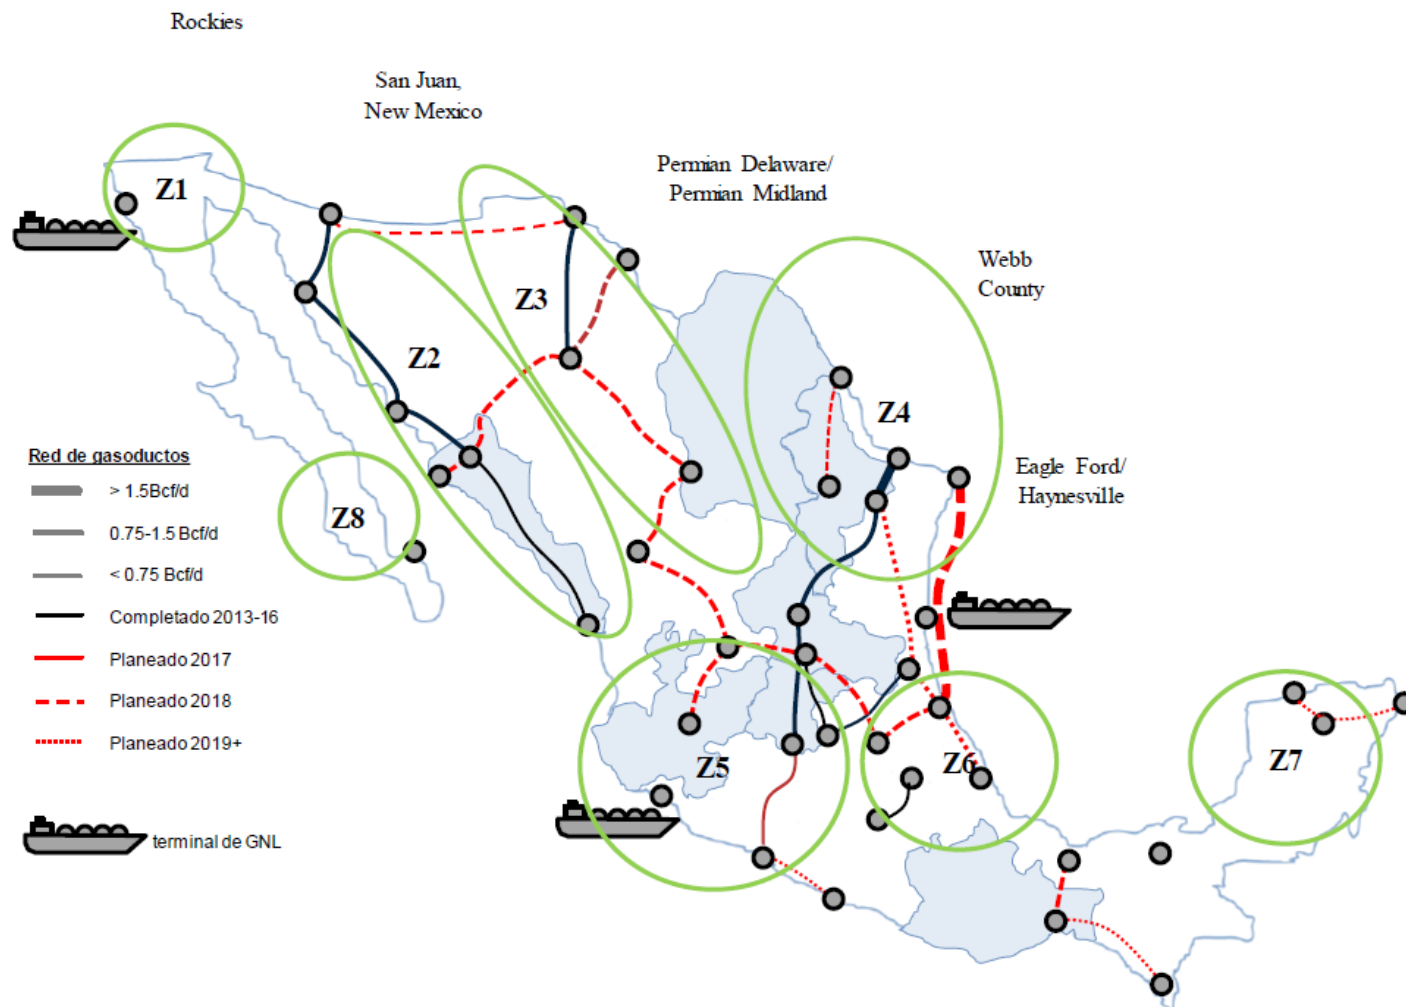 Rockies
San Juan,
New Mexico
Permian Delaware/
Permian Midland
Z1
Webb
County
Z3
Z2
Z4
Red de gasoductos
Eagle Ford/
Haynesville
> 1.5Bcf/d
Z8
0.75-1.5 Bcf/d
< 0.75 Bcf/d
Completado 2013-16
Planeado 2017
Planeado 2018
Planeado 2019+
Z5
Z6
Z7
terminal de GNL